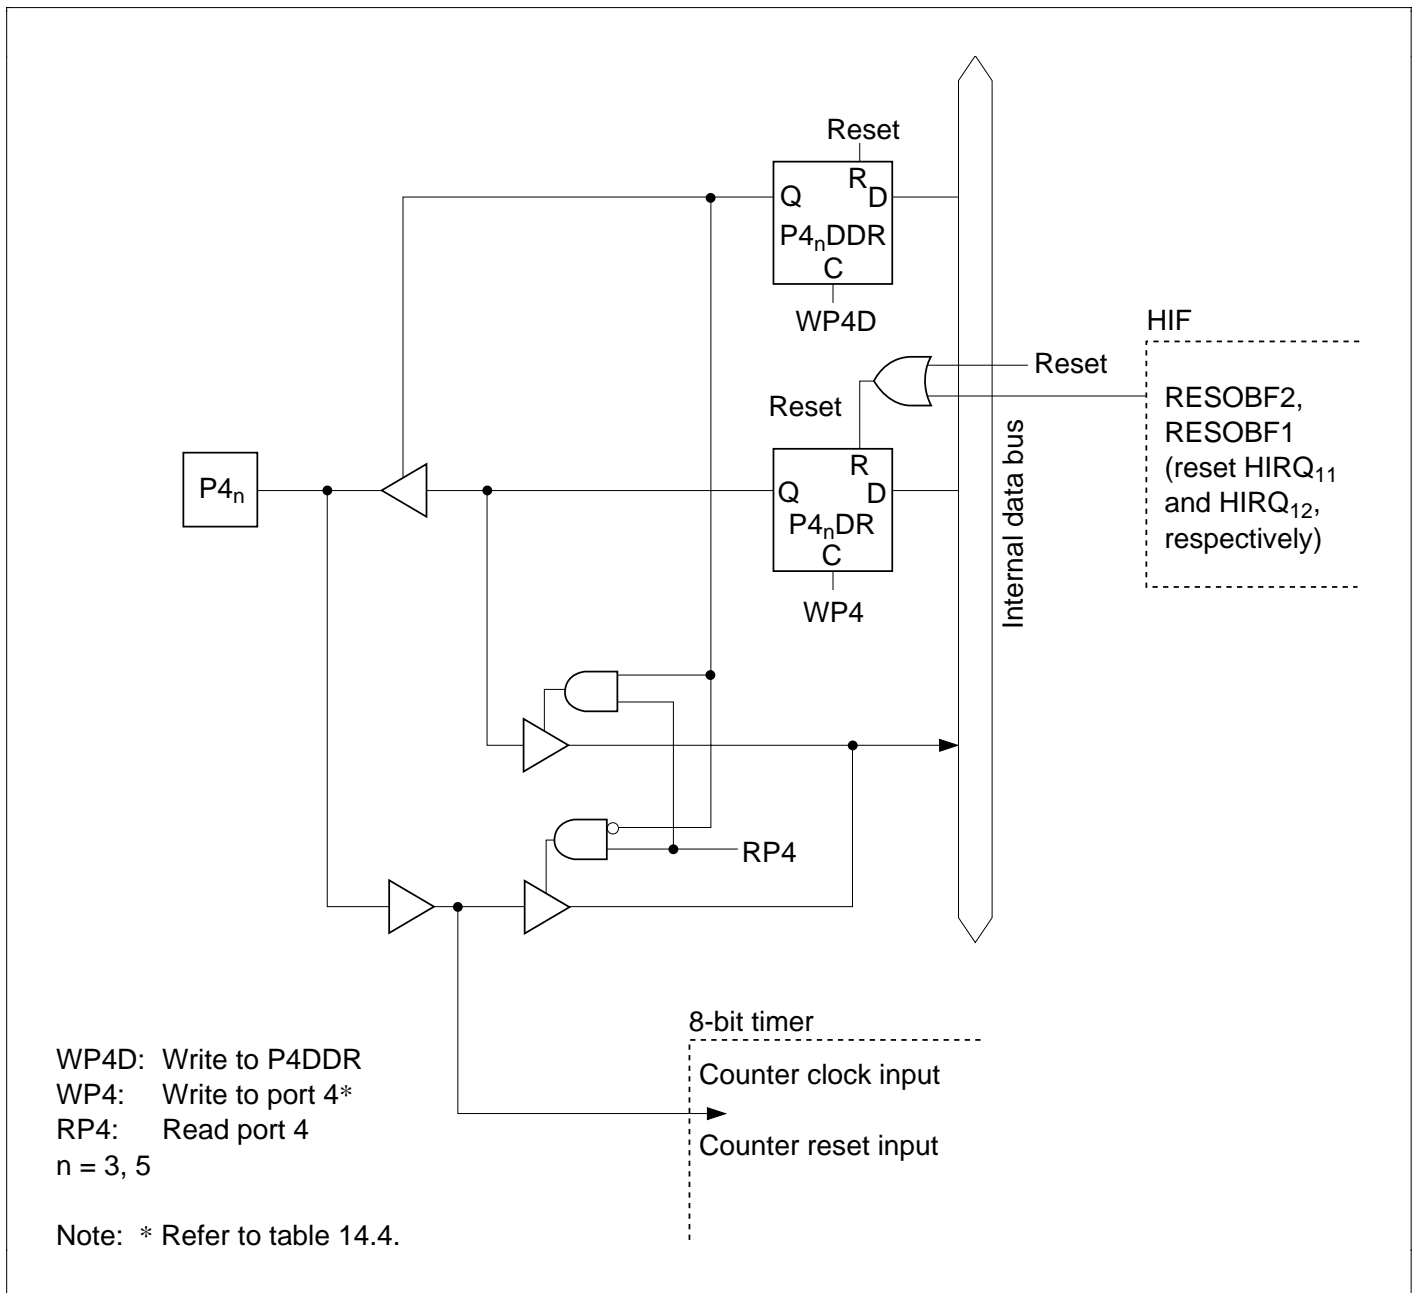 Reset
R
Q
D
P4nDDR
C
WP4D
HIF
Reset
Reset
RESOBF2,
RESOBF1
(reset HIRQ11
and HIRQ12,
respectively)
R
Q
D
P4nDR
C
WP4
P4n
Internal data bus
RP4
8-bit timer
Counter clock input
Counter reset input
WP4D: Write to P4DDR
WP4: Write to port 4*
RP4: Read port 4
n = 3, 5
Note: * Refer to table 14.4.